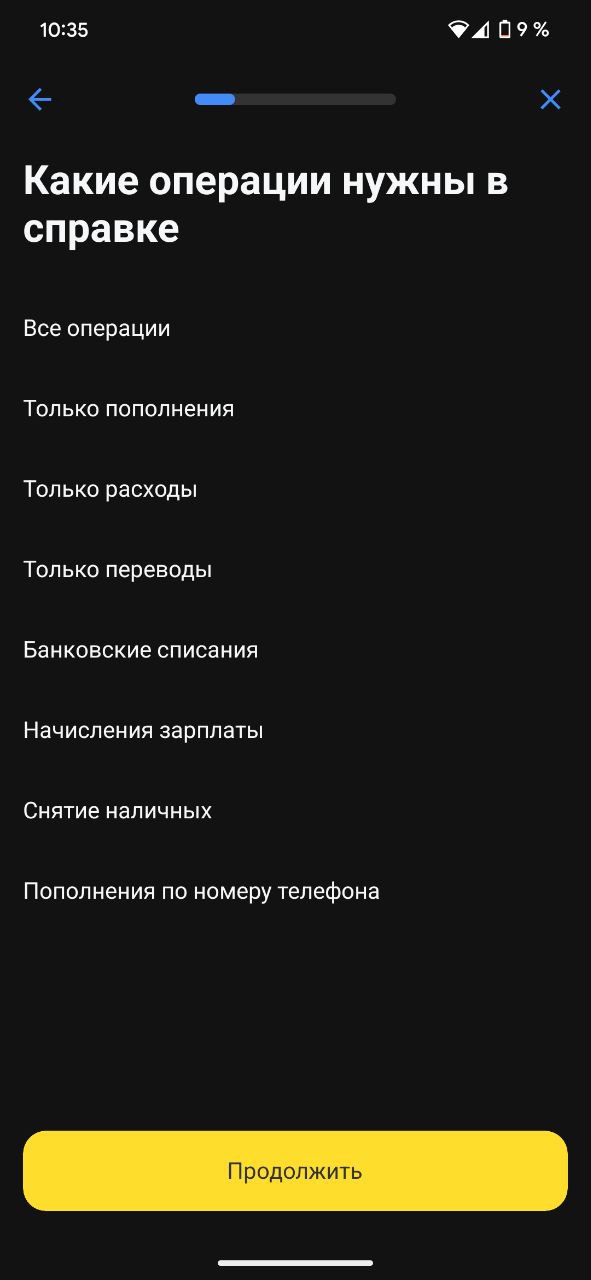 10:35
9 %
Какие операции нужны в
справке
Все операции
Только пополнения
Только расходы
Только переводы
Банковские списания
Начисления зарплаты
Снятие наличных
Пополнения по номеру телефона
Продолжить